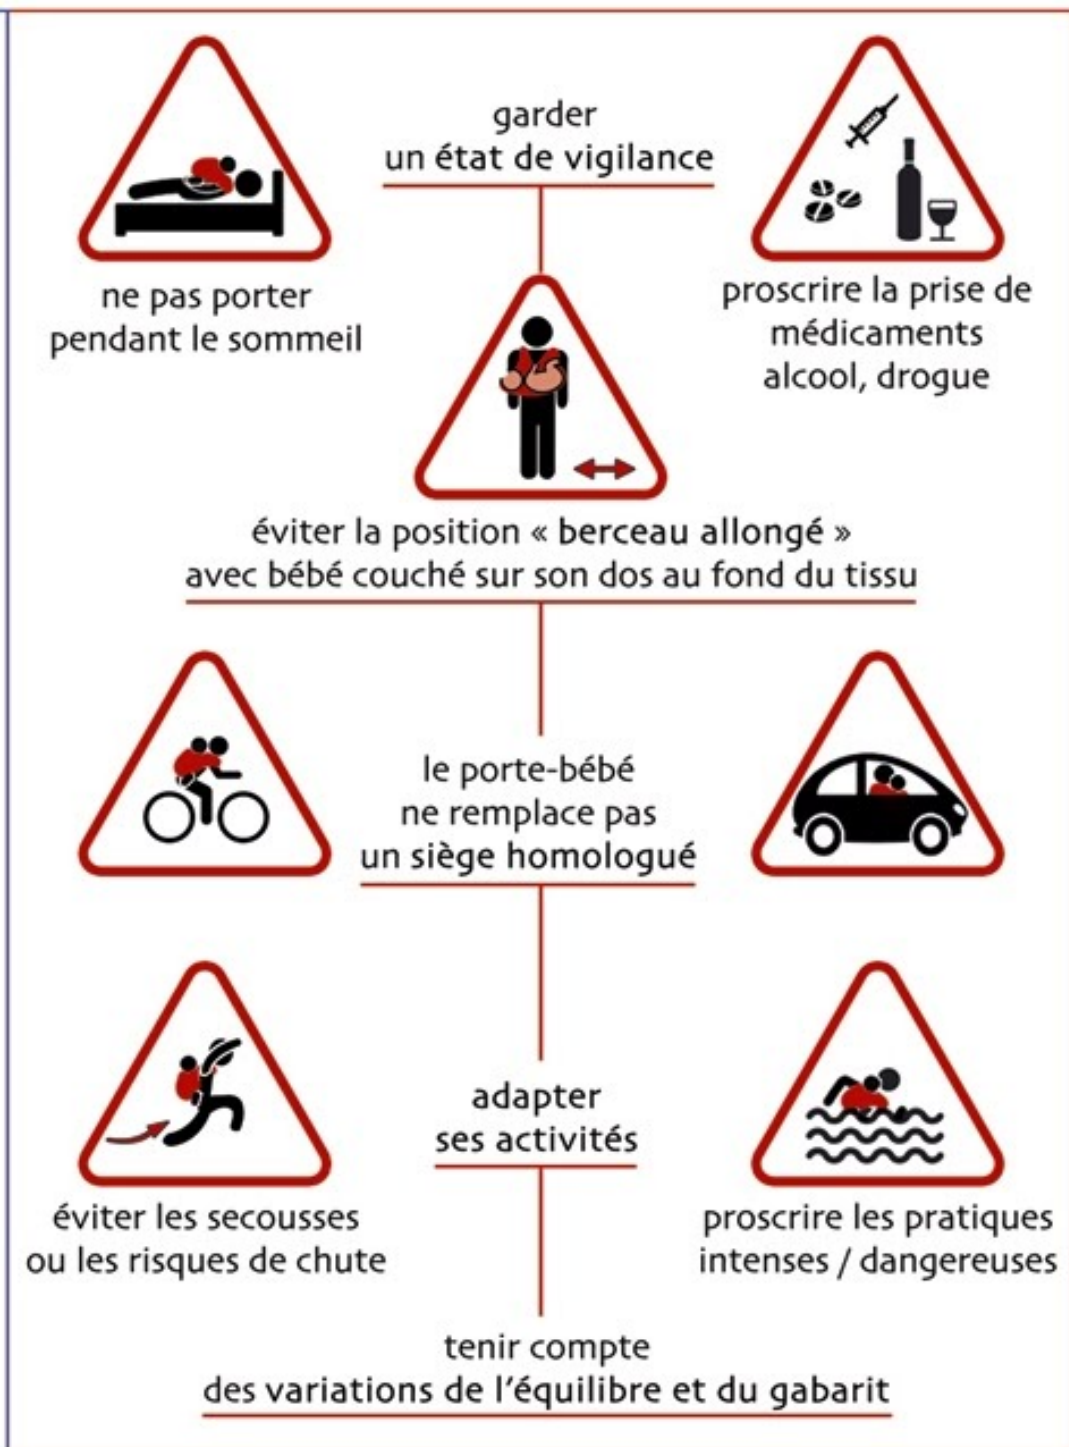 garder
un état de vigilance
ne pas porter
pendant le sommeil
proscrire la prise de
médicaments
alcool, drogue
éviter la position « berceau allongé »
avec bébé couché sur son dos au fond du tissu
le porte-bébé
ne remplace pas
un siège homologué
adapter
ses activités
éviter les secousses
ou les risques de chute
proscrire les pratiques
intenses / dangereuses
tenir compte
des variations de l'équilibre et du gabarit